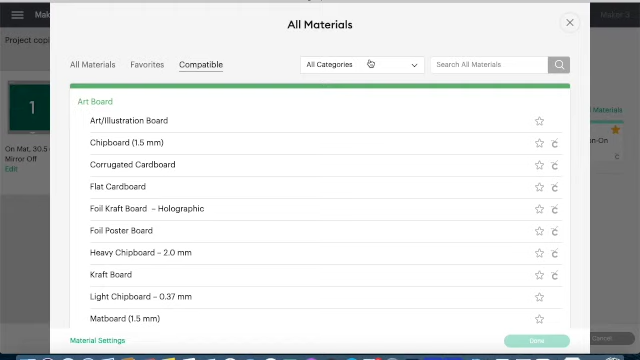 All Materials
Maker 3
Project copi
All Materials
Favorites
Compatible
All Categories
Search All Materials
Art Board
Art/Illustration Board
Chipboard (1.5 mm)
Corrugated Cardboard
Flat Cardboard
Foil Kraft Board – Holographic
Foil Poster Board
Heavy Chipboard – 2.0 mm
Kraft Board
Light Chipboard – 0.37 mm
Matboard (1.5 mm)
Material Settings
Done
1
On Mat, 30.5
Mirror Off
Edit
Materials
n-On
Cancel